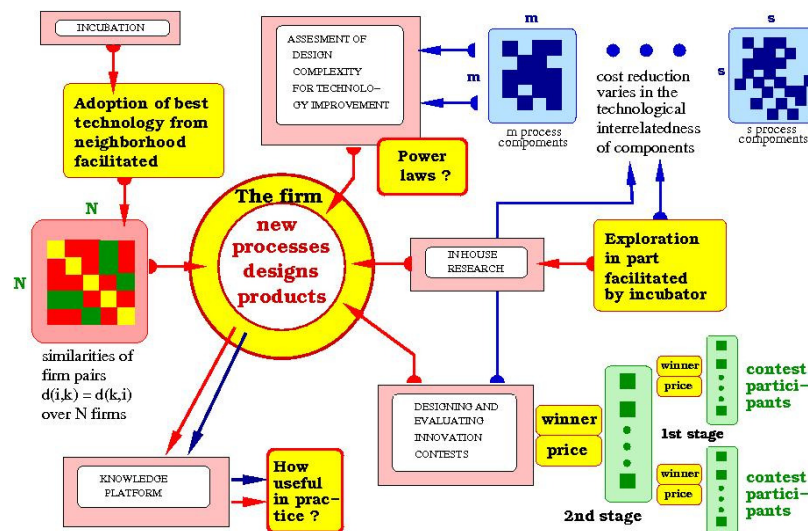 INCUBATION
Adoption of best
technology from
neighborhood
facilitated
N
N
similarities of
firm pairs
d(i,k) = d(k,i)
over N firms
ASSESMENT OF
DESIGN
COMPLEXITY
FOR TECHNOLO-
GY IMPROVEMENT
Power
laws ?
m
m
m process
compoments
cost reduction
varies in the
technological
interrelatedness
of components
s
s
s process
compoments
The firm
new
processes
designs
products
INHOUSE
RESEARCH
Exploration
in part
facilitated
by incubator
KNOWLEDGE
PLATFORM
How
useful
in prac-
tice ?
DESIGNING AND
EVALUATING
INNOVATION
CONTESTS
winner
price
2nd stage
winner
price
1st stage
contest
partici-
pants
winner
price
contest
partici-
pants